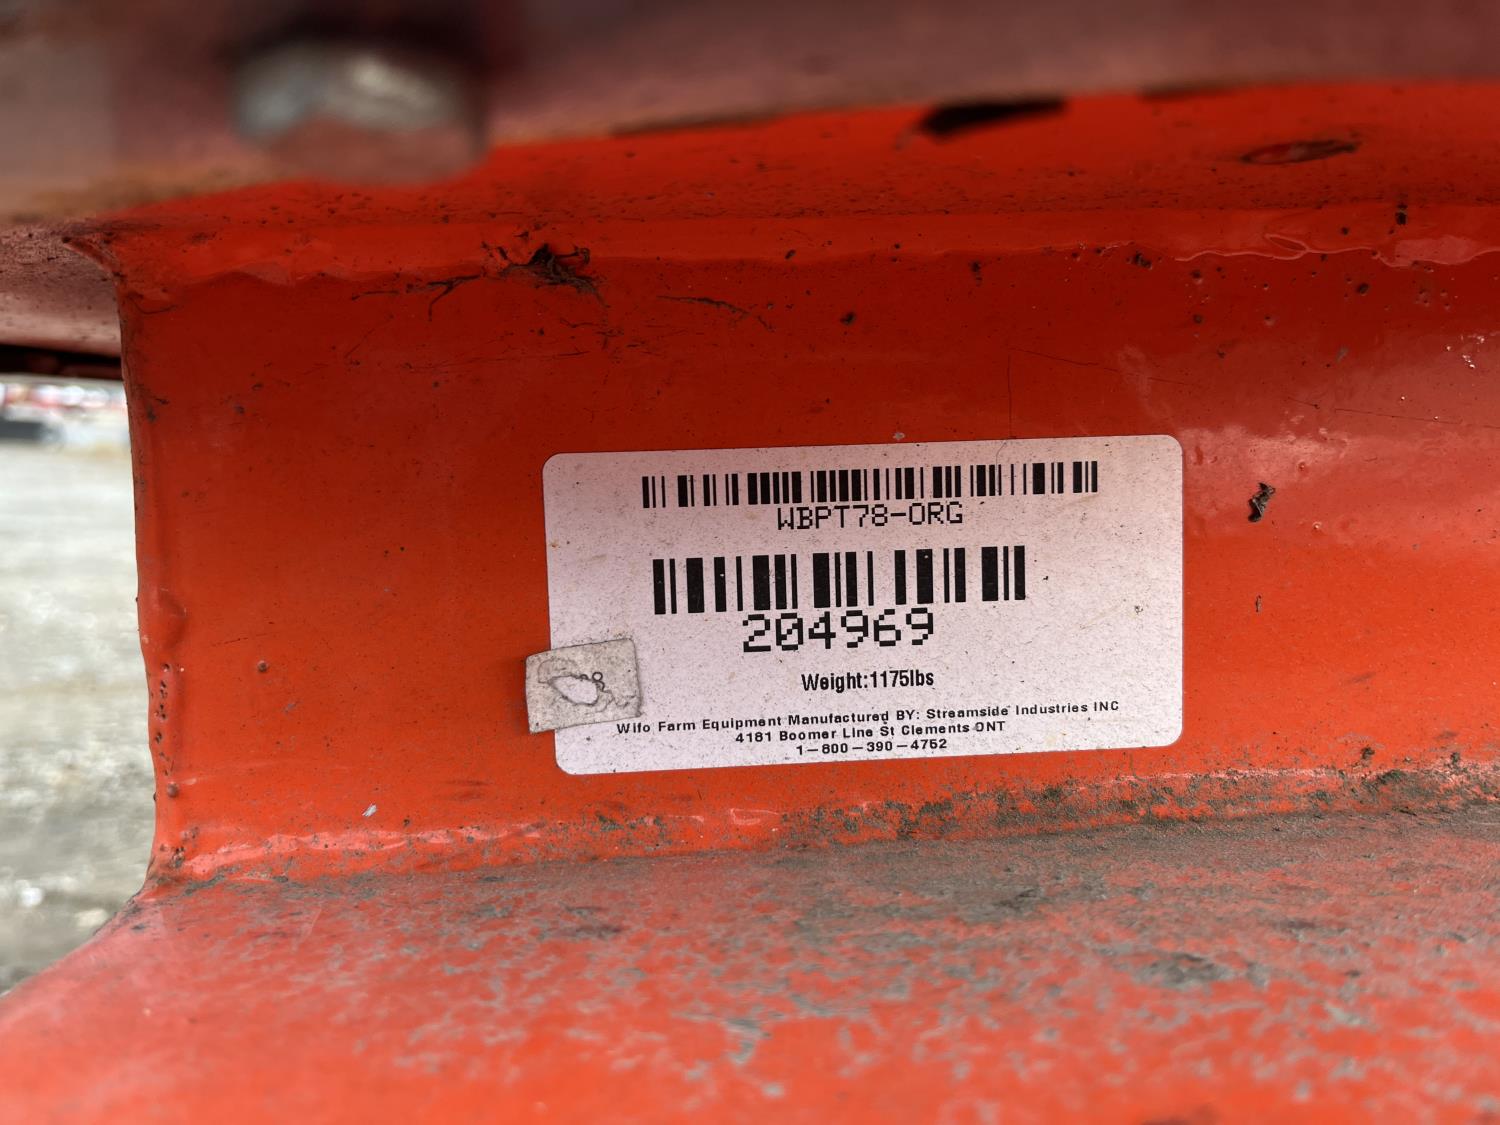 WBPT78-ORG
204969
Weight:1175lbs
Wifo Farm Equipment Manufactured BY: Streamside Industries INC
4181 Boomer Line St Clements ONT
1-800-390-4752